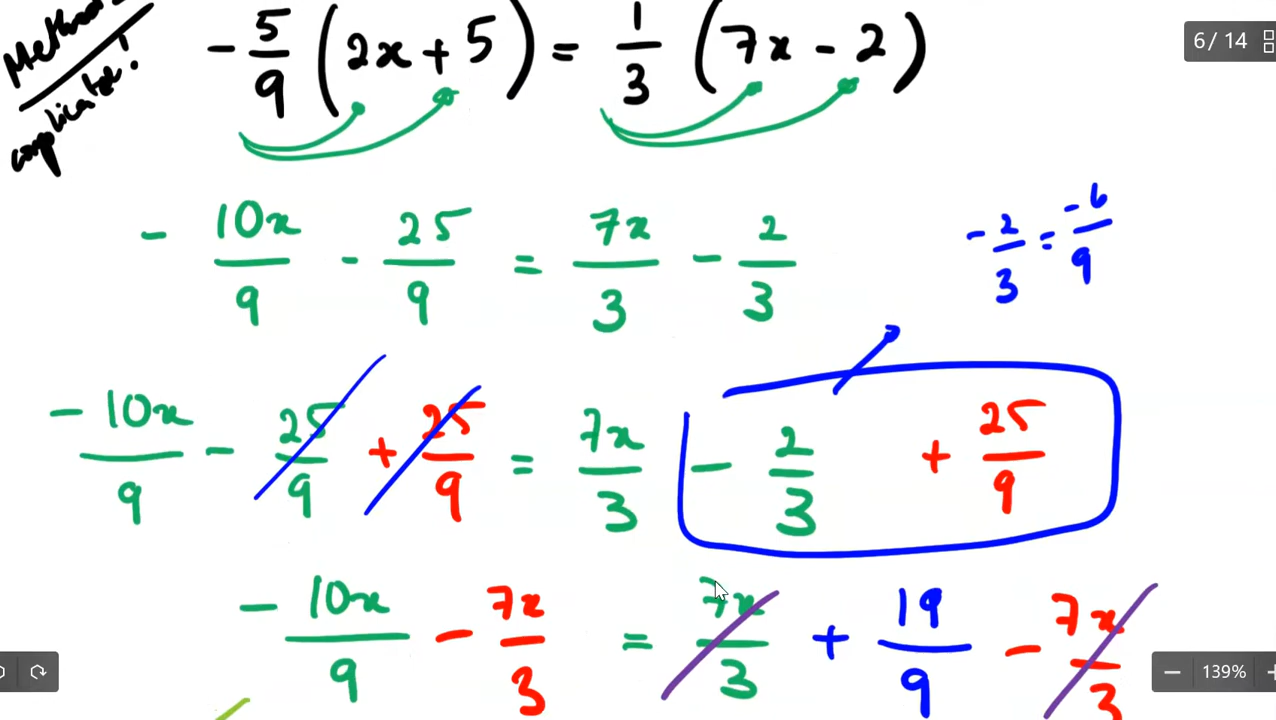 Method
complicated!
-5/9 (2x + 5) = 1/3 (7x - 2)
6 / 14
- 10x/9 - 25/9 = 7x/3 - 2/3
-2/3 = -6/9
-10x/9 - 25/9 + 25/9 = 7x/3 - 2/3 + 25/9
-10x/9 - 7x/3 = 7x/3 + 19/9 - 7x/3
139%